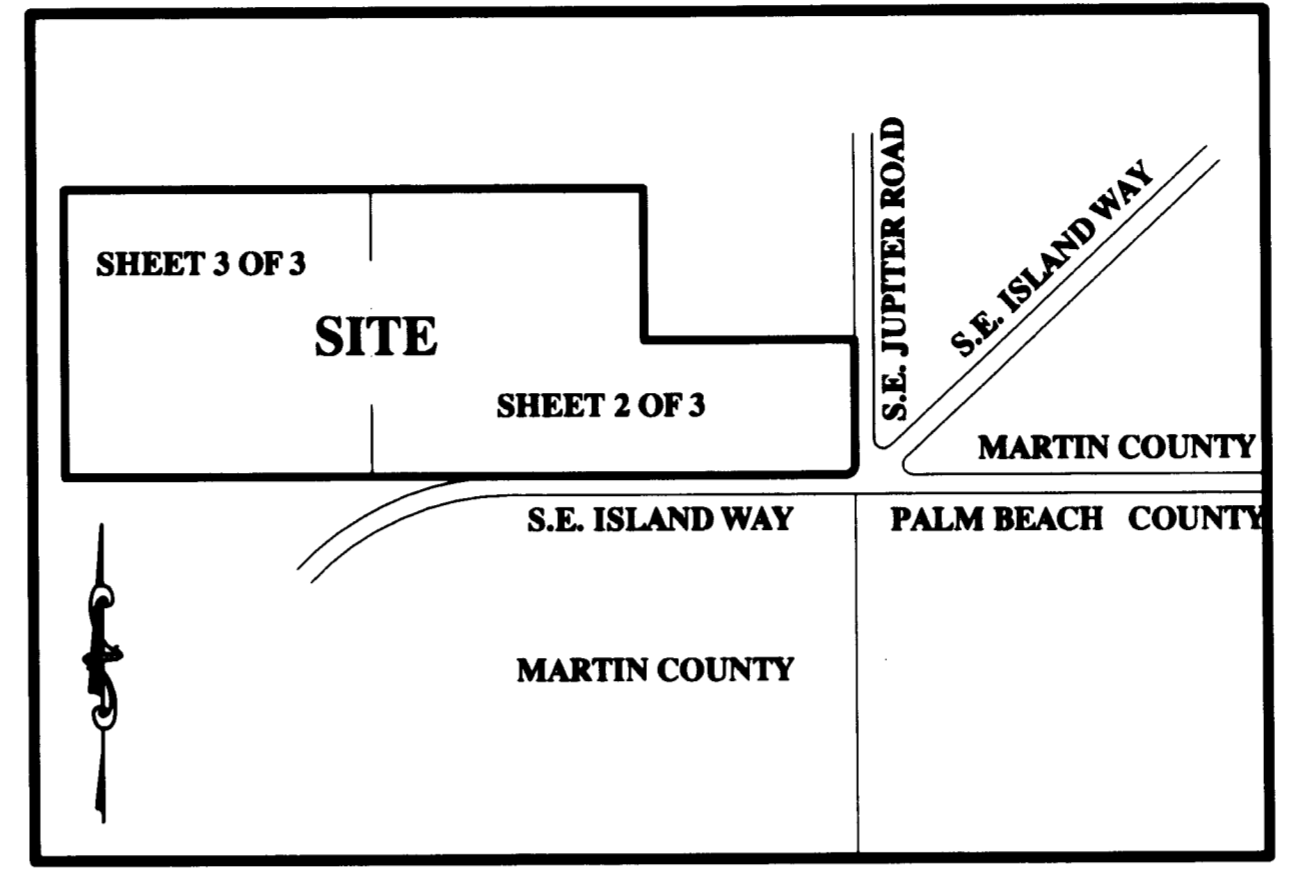 SHEET 3 OF 3
SITE
SHEET 2 OF 3
S.E. JUPITER ROAD
S.E. ISLAND WAY
MARTIN COUNTY
S.E. ISLAND WAY
PALM BEACH COUNTY
MARTIN COUNTY